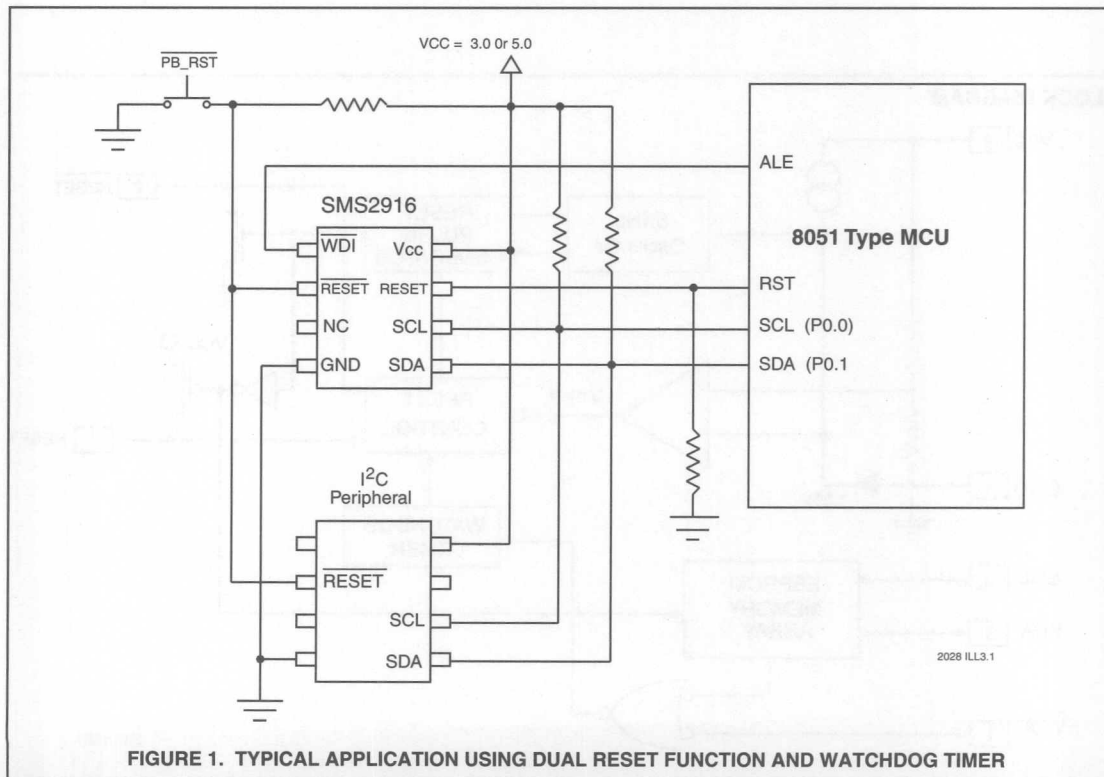 VCC = 3.0 0r 5.0
PB_RST
ALE
SMS2916
8051 Type MCU
WDI
Vcc
RESET
RESET
RST
NC
SCL
SCL (P0.0)
GND
SDA
SDA (P0.1
I²C
Peripheral
RESET
SCL
SDA
2028 ILL3.1
FIGURE 1. TYPICAL APPLICATION USING DUAL RESET FUNCTION AND WATCHDOG TIMER